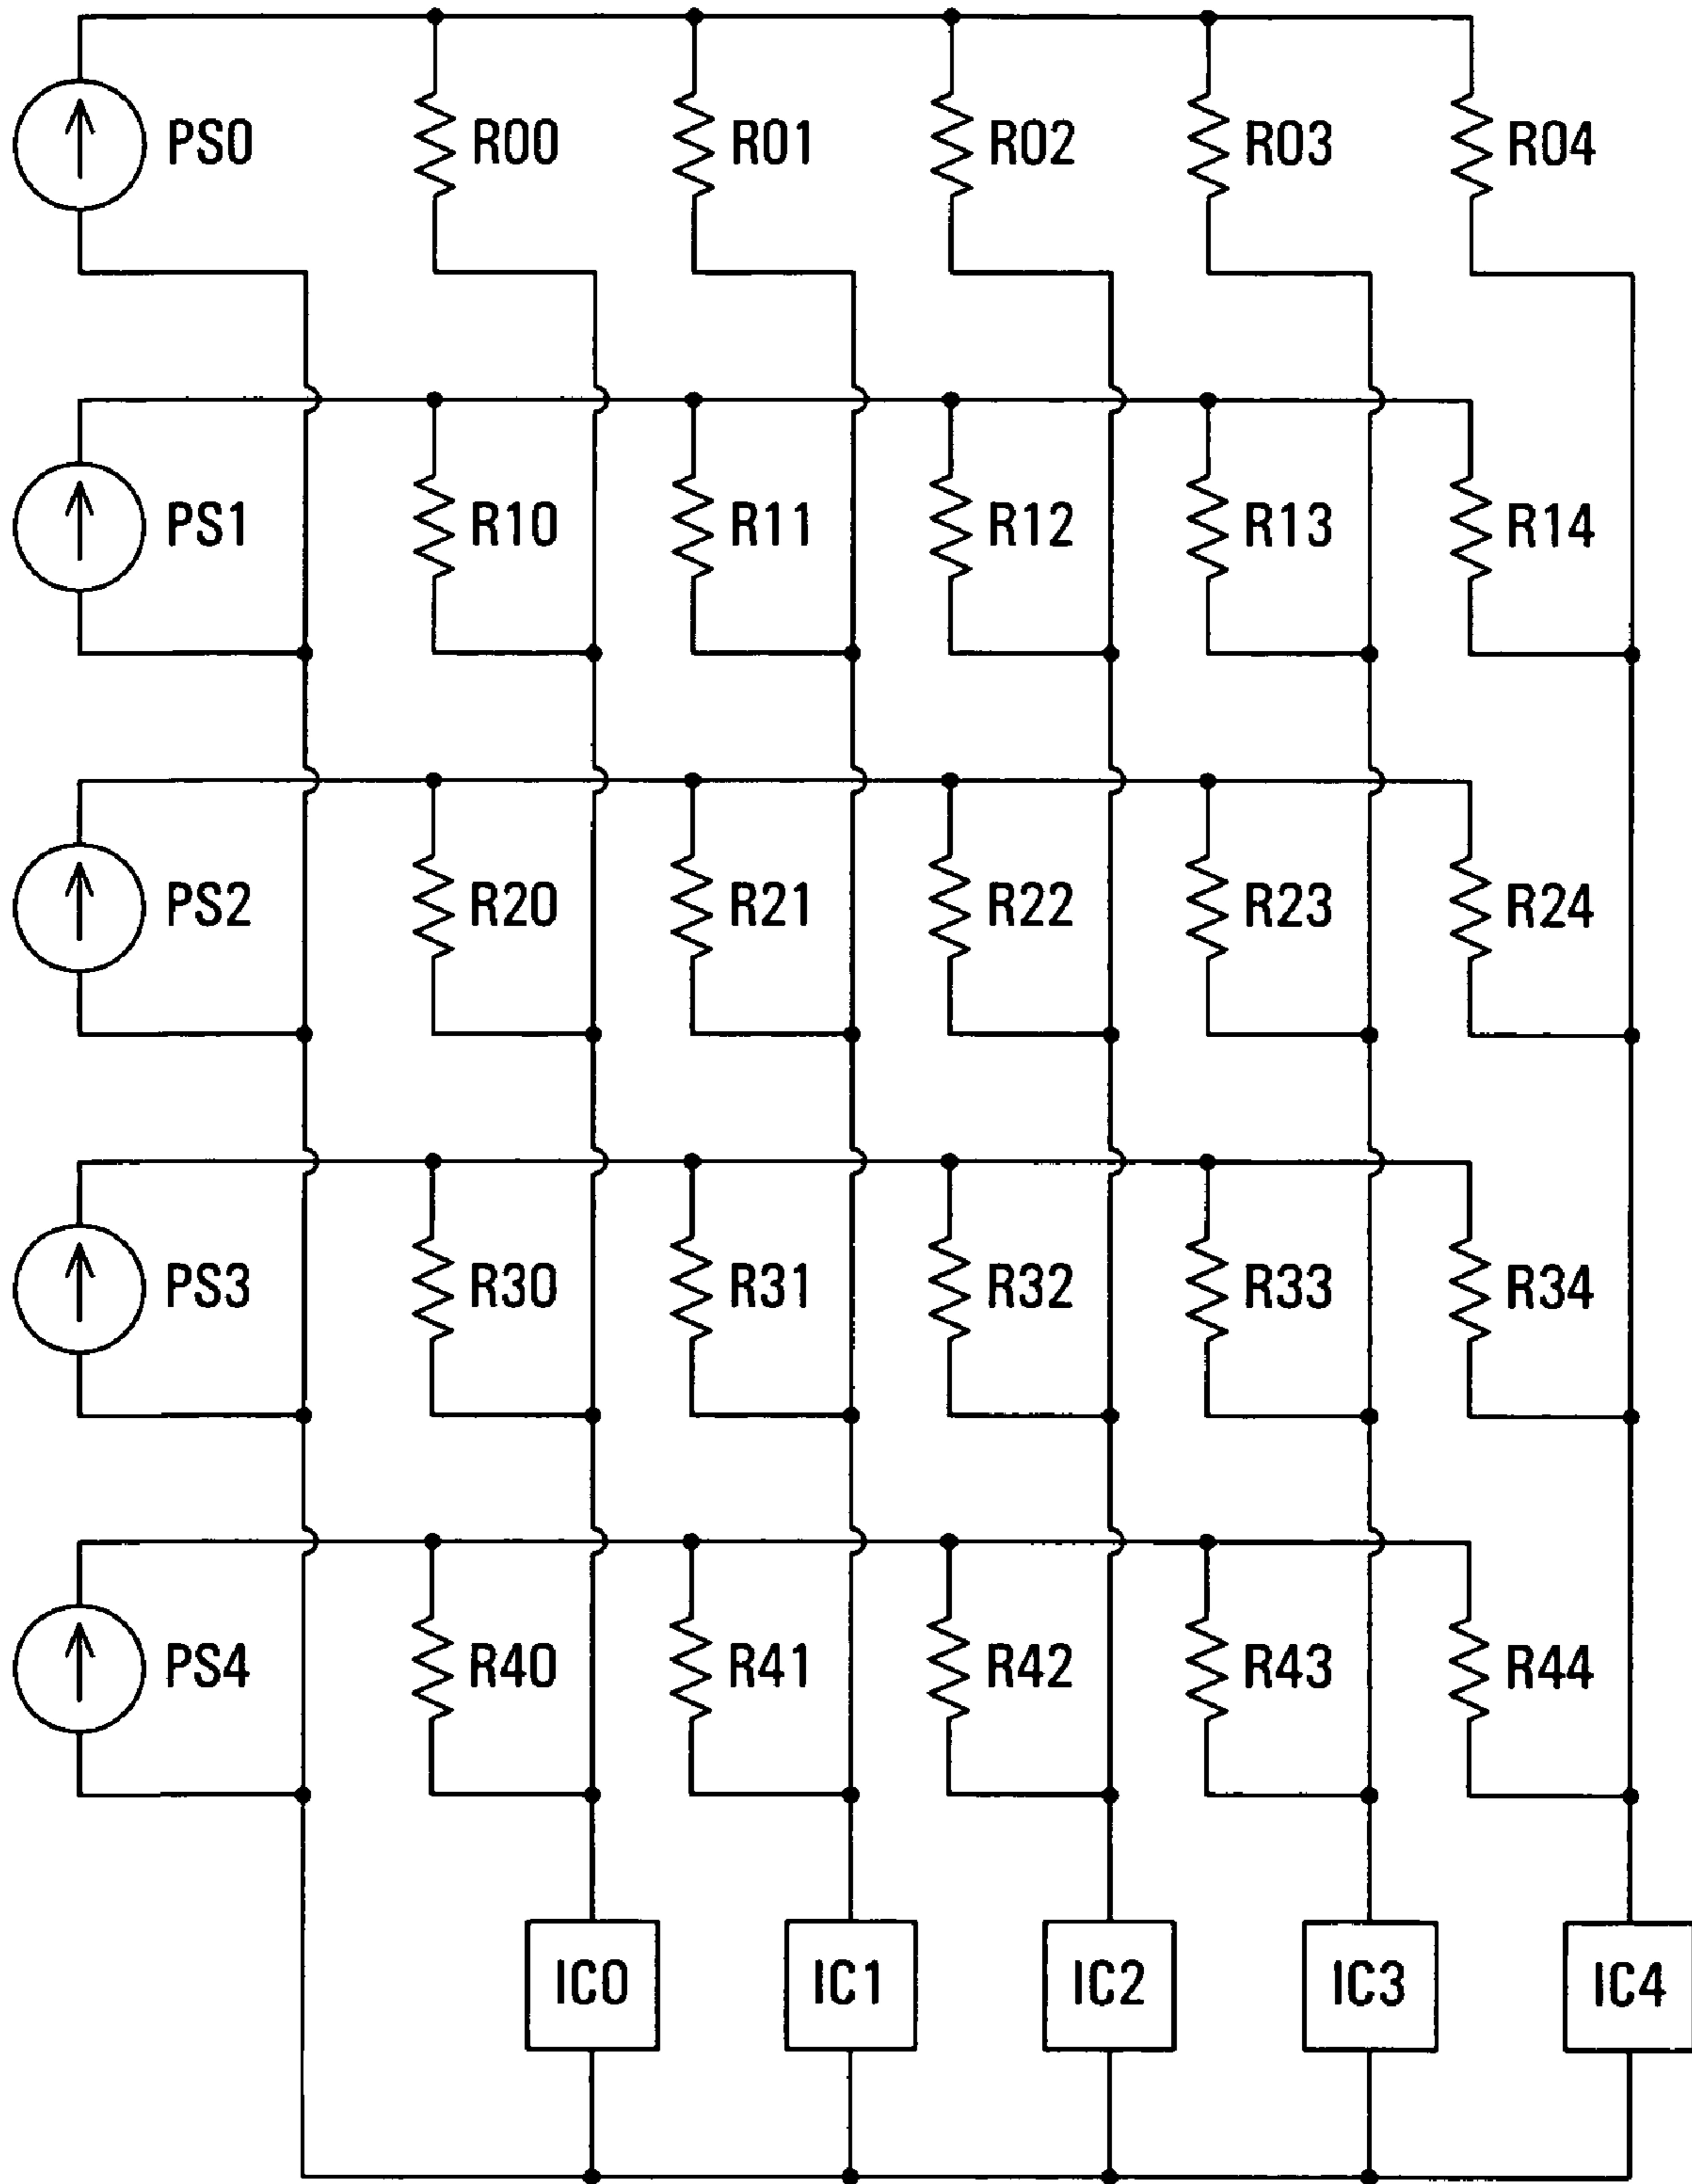 PS0 R00 R01 R02 R03 R04
PS1 R10 R11 R12 R13 R14
PS2 R20 R21 R22 R23 R24
PS3 R30 R31 R32 R33 R34
PS4 R40 R41 R42 R43 R44
IC0 IC1 IC2 IC3 IC4